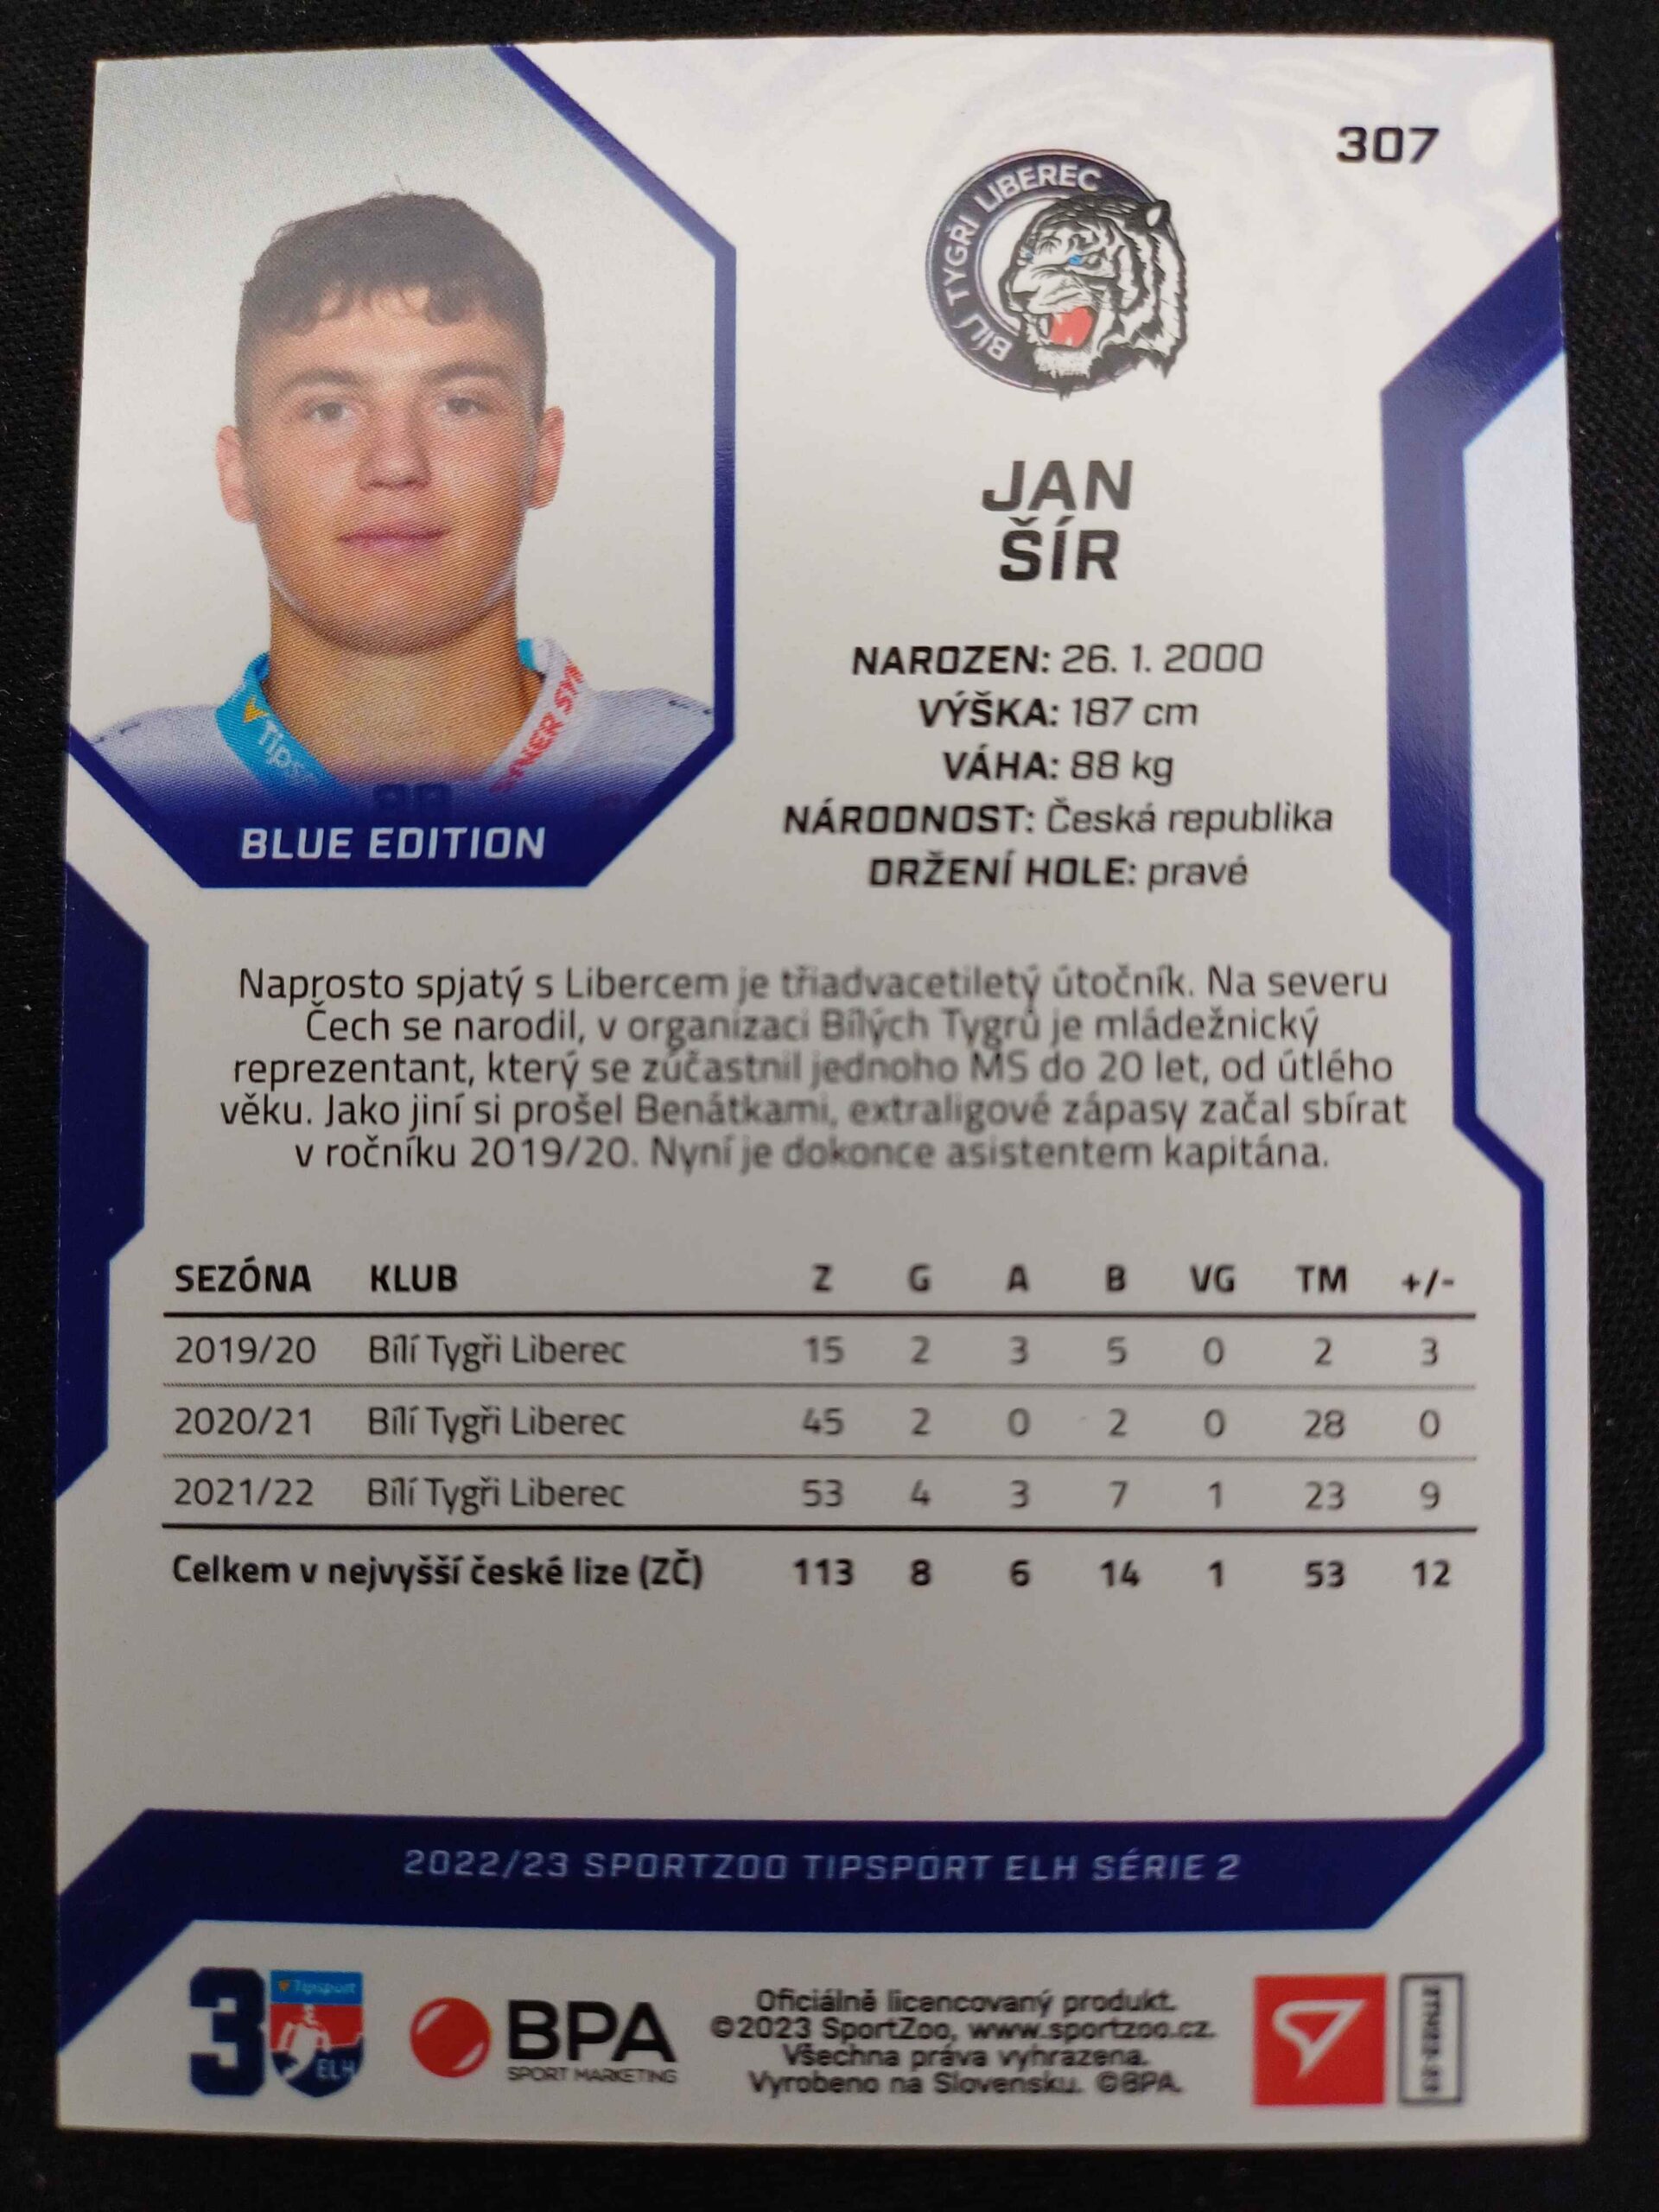 307
BÍLÍ TYGŘI LIBEREC
JAN
ŠÍR
NAROZEN: 26. 1. 2000
VÝŠKA: 187 cm
VÁHA: 88 kg
NÁRODNOST: Česká republika
DRŽENÍ HOLE: pravé
BLUE EDITION
Naprosto spjatý s Libercem je třiadvacetiletý útočník. Na severu
Čech se narodil, v organizaci Bílých Tygrů je mládežnický
reprezentant, který se zúčastnil jednoho MS do 20 let, od útlého
věku. Jako jiní si prošel Benátkami, extraligové zápasy začal sbírat
v ročníku 2019/20. Nyní je dokonce asistentem kapitána.
SEZÓNA KLUB Z G A B VG TM +/-
2019/20 Bílí Tygři Liberec 15 2 3 5 0 2 3
2020/21 Bílí Tygři Liberec 45 2 0 2 0 28 0
2021/22 Bílí Tygři Liberec 53 4 3 7 1 23 9
Celkem v nejvyšší české lize (ZČ) 113 8 6 14 1 53 12
2022/23 SPORTZOO TIPSPORT ELH SÉRIE 2
3 Tipsport
ELH
BPA
SPORT MARKETING
Oficiálně licencovaný produkt.
©2023 SportZoo, www.sportzoo.cz.
Všechna práva vyhrazena.
Vyrobeno na Slovensku. ©BPA.